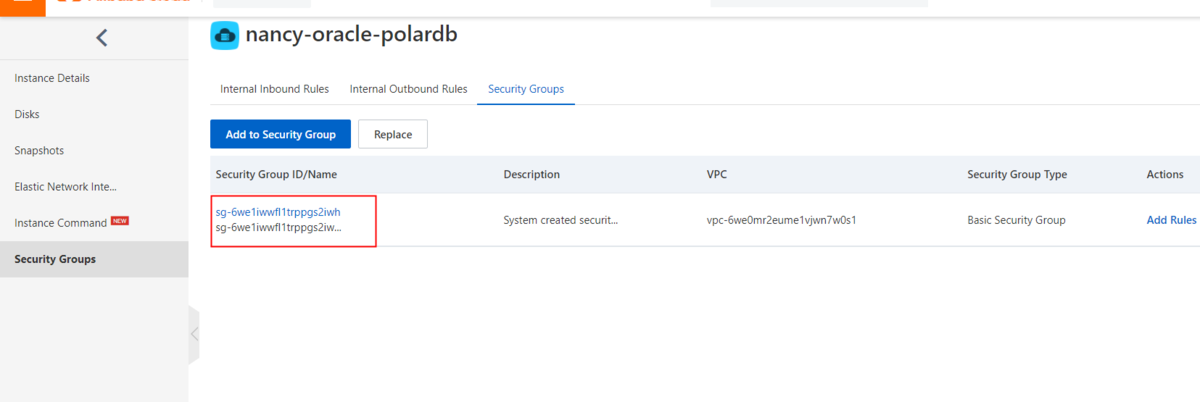 nancy-oracle-polardb
Instance Details
Disks
Snapshots
Elastic Network Inte...
Instance Command NEW
Security Groups
Internal Inbound Rules Internal Outbound Rules Security Groups
Add to Security Group Replace
Security Group ID/Name Description VPC Security Group Type Actions
sg-6we1iwwfl1trppgs2iwh
sg-6we1iwwfl1trppgs2iw...
System created securit... vpc-6we0mr2eume1vjwn7w0s1 Basic Security Group Add Rules